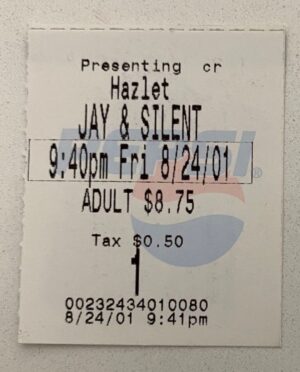 Presenting cr
Hazlet
JAY & SILENT
PEPSI®
9:40pm Fri 8/24/01
ADULT $8.75
Tax $0.50
1
00232434010080
8/24/01 9:41pm